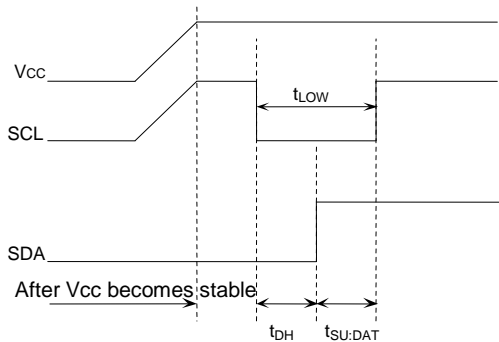 VCC
tLOW
SCL
SDA
After Vcc becomes stable
tDH
tSU:DAT